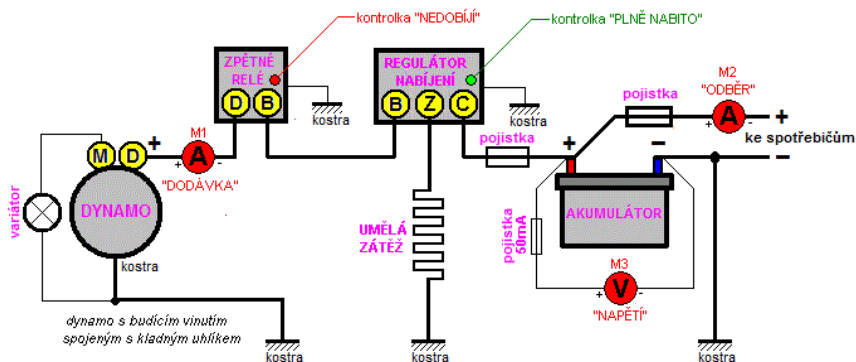 kontrolka "NEDOBÍJÍ"
kontrolka "PLNĚ NABITO"
ZPĚTNÉ
RELÉ
D B
kostra
REGULÁTOR
NABÍJENÍ
B Z C
kostra
M2
"ODBĚR"
pojistka
A
+ -
+
ke spotřebičům
−
M1
A
+ -
"DODÁVKA"
M D
+
DYNAMO
variátor
kostra
pojistka
+ −
AKUMULÁTOR
UMĚLÁ
ZÁTĚŽ
pojistka
50mA
M3
V
+ -
"NAPĚTÍ"
dynamo s budícím vinutím
spojeným s kladným uhlíkem
kostra
kostra
kostra